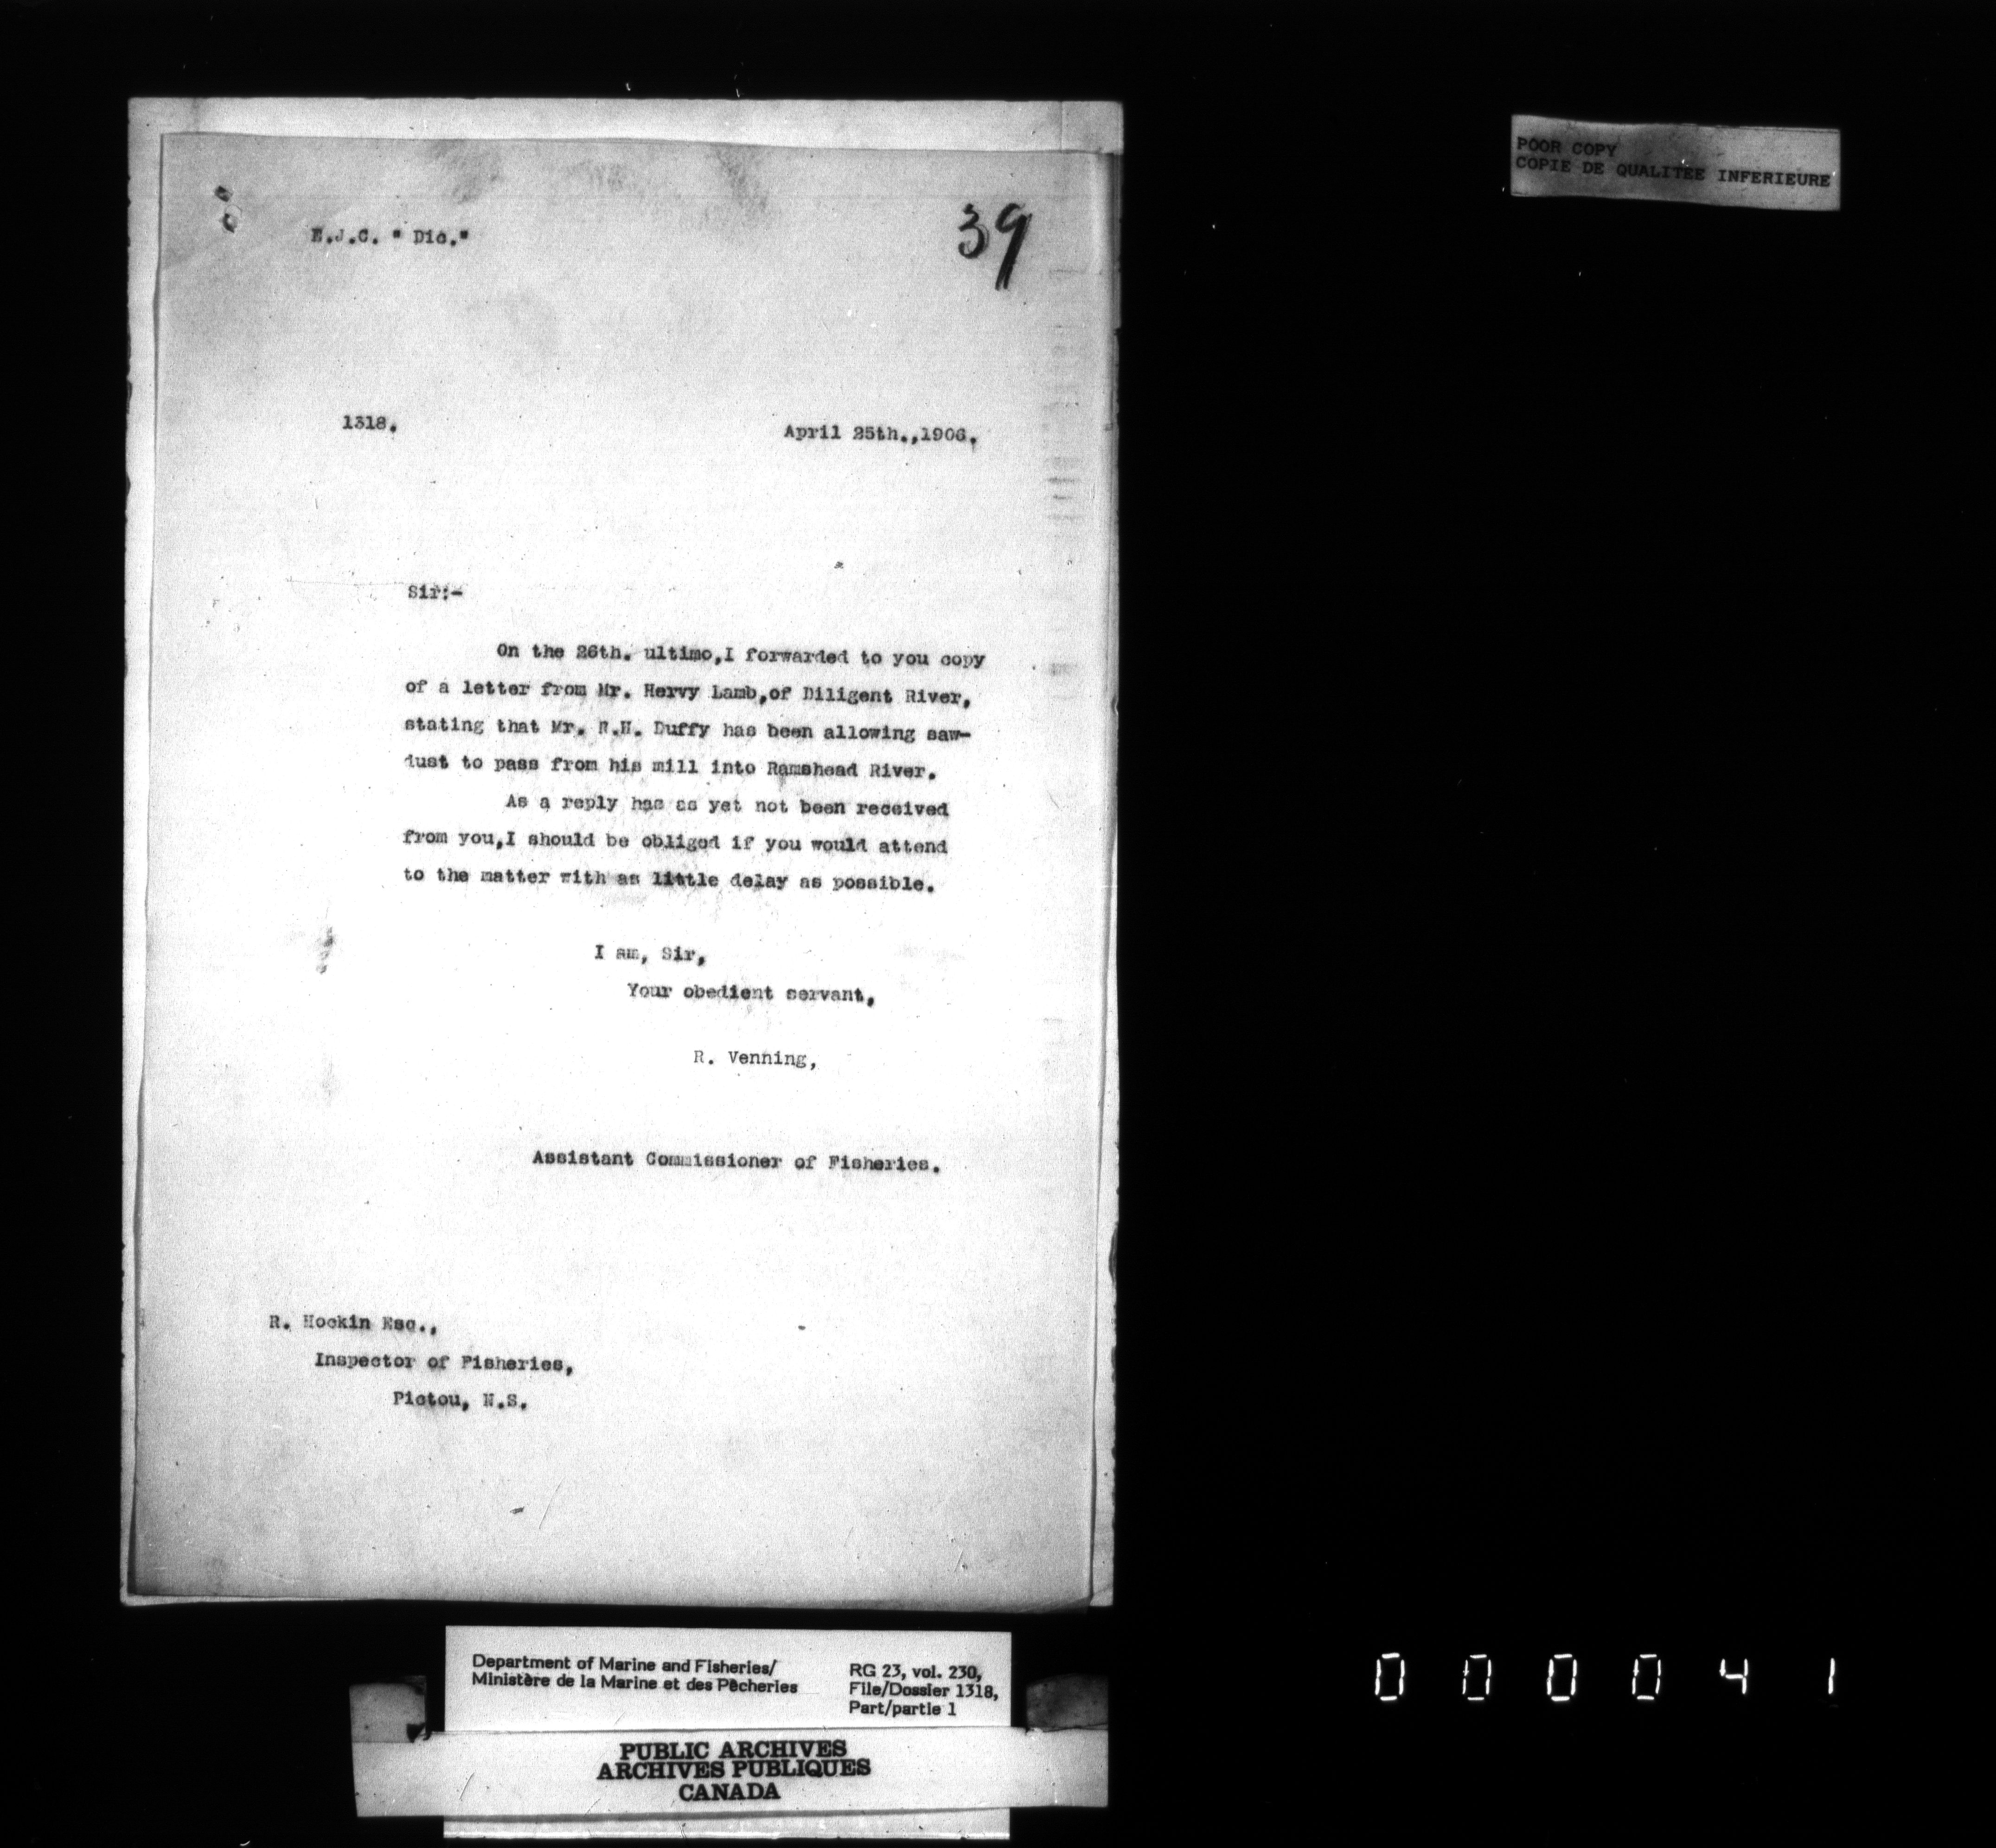 POOR COPY
COPIE DE QUALITEE INFERIEURE
39
E.J.C. " Dic."
1318.
April 25th.,1906.
Sir:-
On the 26th. ultimo,I forwarded to you copy
of a letter from Mr. Hervy Lamb,of Diligent River,
stating that Mr. R.H. Duffy has been allowing saw-
dust to pass from his mill into Ramshead River.
As a reply has as yet not been received
from you,I should be obliged if you would attend
to the matter with as little delay as possible.
I am, Sir,
Your obedient servant,
R. Venning,
Assistant Commissioner of Fisheries.
R. Hockin Esq.,
Inspector of Fisheries,
Pictou, N.S.
Department of Marine and Fisheries/
Ministère de la Marine et des Pêcheries
RG 23, vol. 230,
File/Dossier 1318,
Part/partie 1
PUBLIC ARCHIVES
ARCHIVES PUBLIQUES
CANADA
000041